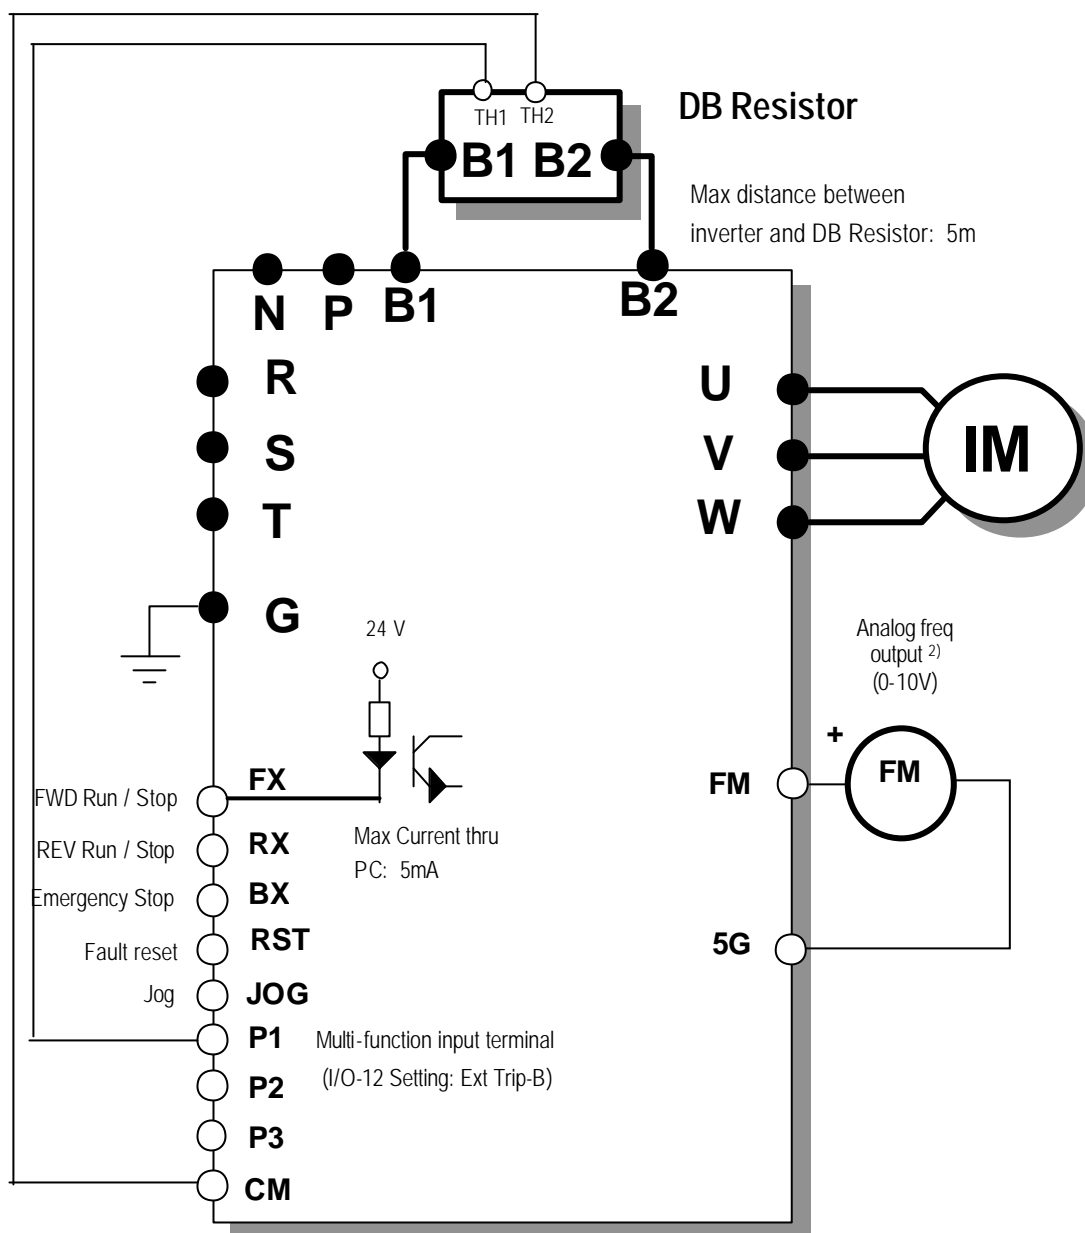 DB Resistor
TH1 TH2
B1 B2
Max distance between
inverter and DB Resistor: 5m
N P B1 B2
R
S
T
G
U
V
W
IM
24 V
Analog freq
output 2)
(0-10V)
+
FM
FM
5G
FWD Run / Stop FX
REV Run / Stop RX
Emergency Stop BX
Fault reset RST
Jog JOG
Max Current thru
PC: 5mA
P1 Multi-function input terminal
(I/O-12 Setting: Ext Trip-B)
P2
P3
CM